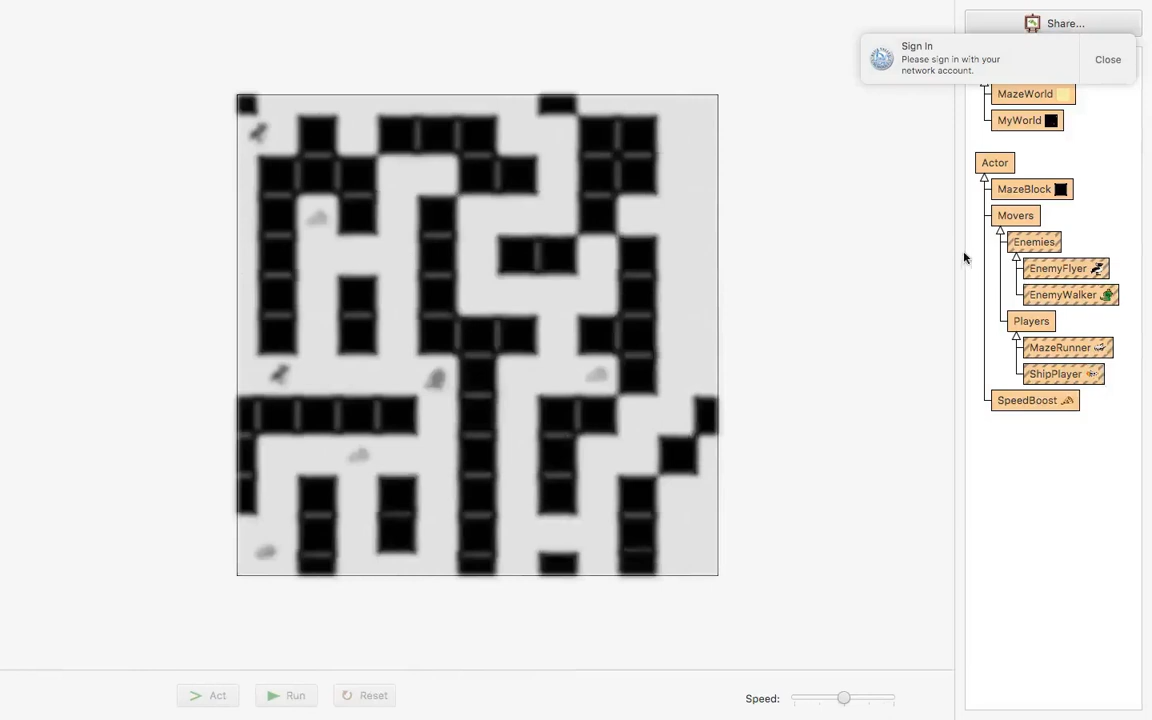 Share...
Sign In
Please sign in with your
network account.
Close
MazeWorld
MyWorld
Actor
MazeBlock
Movers
Enemies
EnemyFlyer
EnemyWalker
Players
MazeRunner
ShipPlayer
SpeedBoost
Act
Run
Reset
Speed: